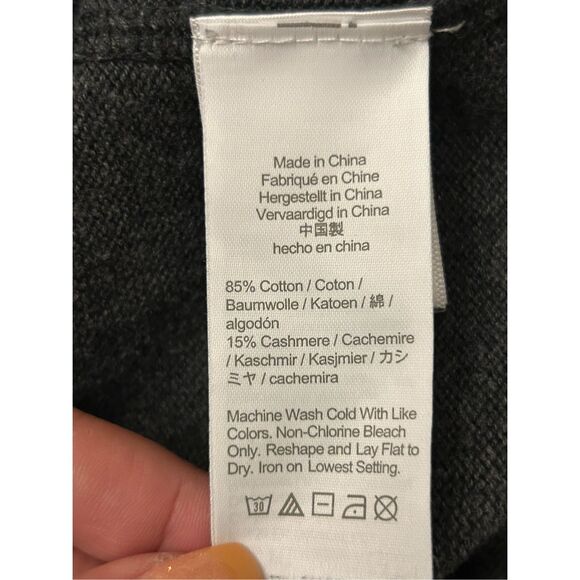 Made in China
Fabriqué en Chine
Hergestellt in China
Vervaardigd in China
中国製
hecho en china
85% Cotton / Coton /
Baumwolle / Katoen / 綿 /
algodón
15% Cashmere / Cachemire
/ Kaschmir / Kasjmier / カシ
ミヤ / cachemira
Machine Wash Cold With Like
Colors. Non-Chlorine Bleach
Only. Reshape and Lay Flat to
Dry. Iron on Lowest Setting.
30